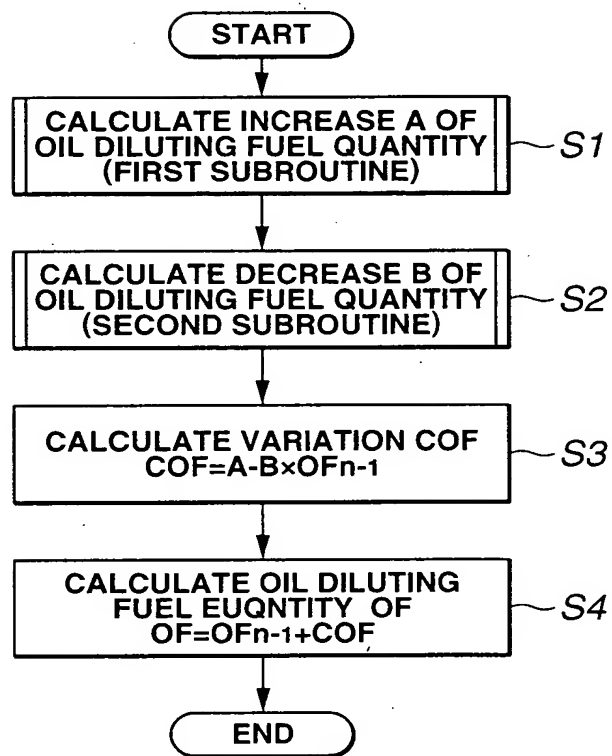 START
CALCULATE INCREASE A OF
OIL DILUTING FUEL QUANTITY
(FIRST SUBROUTINE)
S1
CALCULATE DECREASE B OF
OIL DILUTING FUEL QUANTITY
(SECOND SUBROUTINE)
S2
CALCULATE VARIATION COF
COF=A-B×OFn-1
S3
CALCULATE OIL DILUTING
FUEL EUQNTITY OF
OF=OFn-1+COF
S4
END